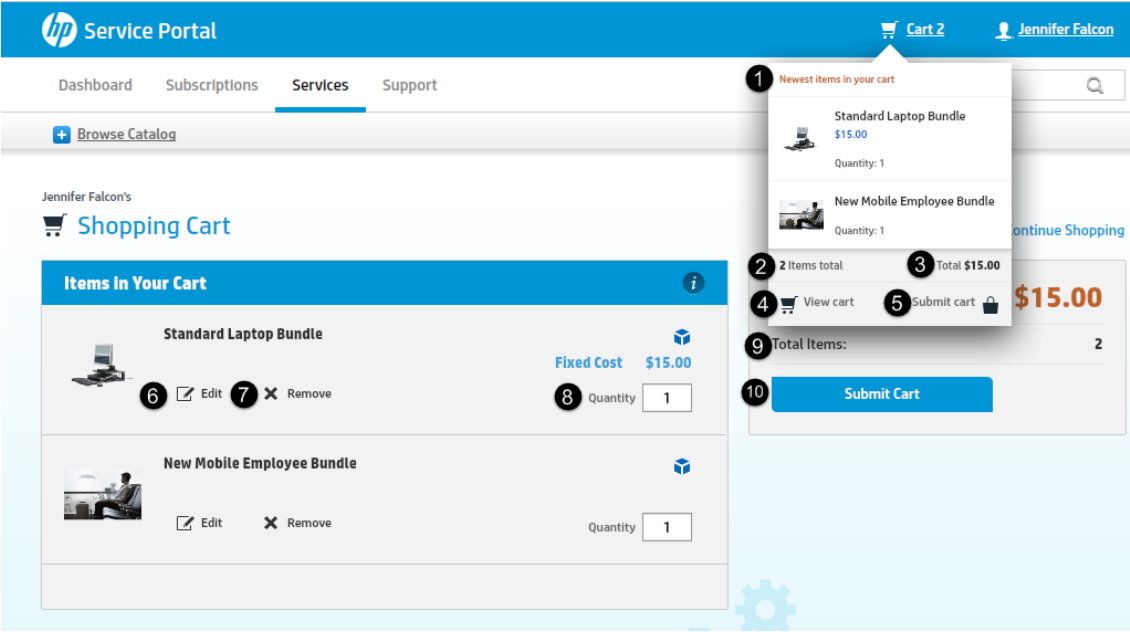 hp Service Portal
Cart 2
Jennifer Falcon
Dashboard Subscriptions Services Support
1 Newest items in your cart
Browse Catalog
Standard Laptop Bundle
$15.00
Quantity: 1
New Mobile Employee Bundle
Quantity: 1
2 2 Items total 3 Total $15.00
4 View cart 5 Submit cart
Jennifer Falcon's
Shopping Cart
ontinue Shopping
Items in Your Cart i
$15.00
Standard Laptop Bundle
Fixed Cost $15.00
6 Edit 7 Remove 8 Quantity 1
9 Total Items: 2
10 Submit Cart
New Mobile Employee Bundle
Edit Remove Quantity 1